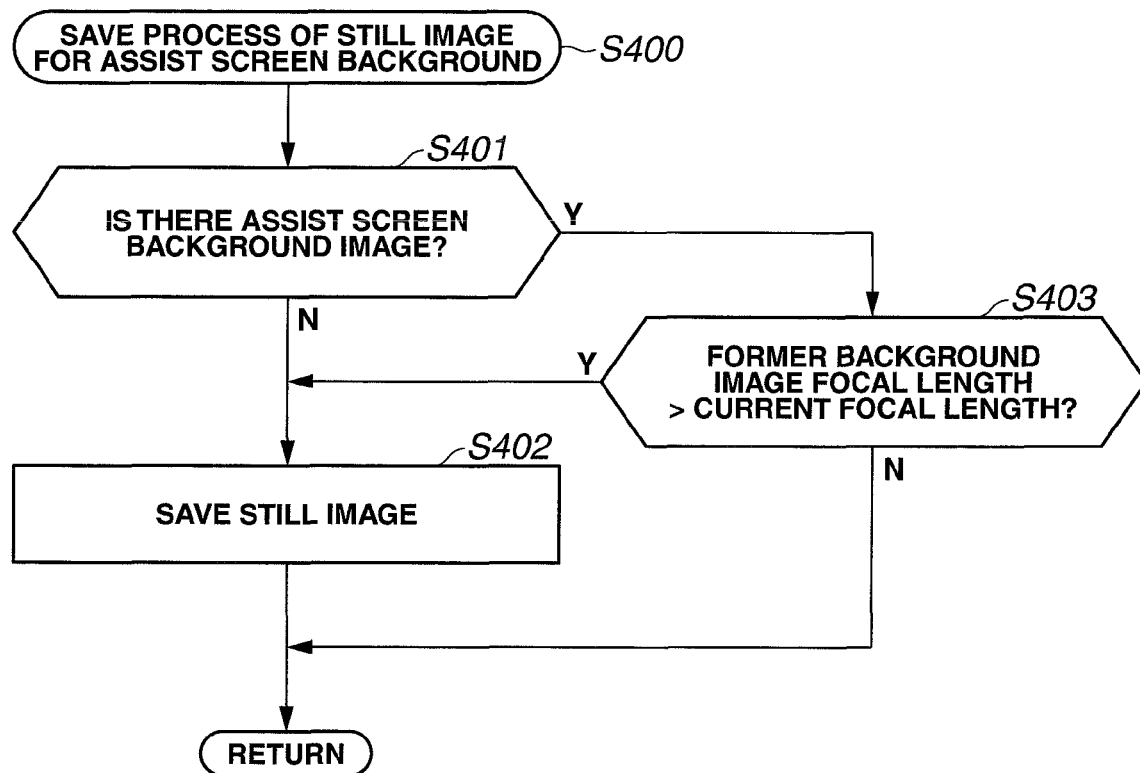 SAVE PROCESS OF STILL IMAGE
FOR ASSIST SCREEN BACKGROUND
S400
S401
IS THERE ASSIST SCREEN
BACKGROUND IMAGE?
Y
N
S403
FORMER BACKGROUND
IMAGE FOCAL LENGTH
> CURRENT FOCAL LENGTH?
Y
N
S402
SAVE STILL IMAGE
RETURN